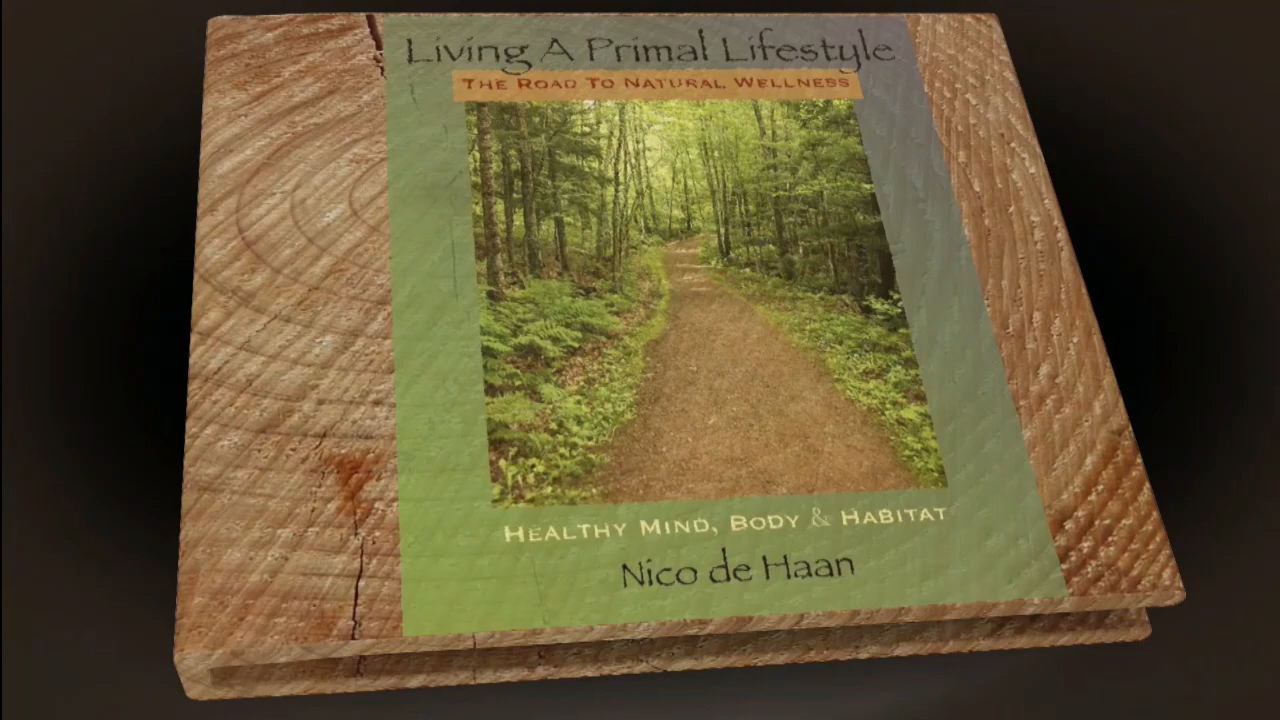 Living A Primal Lifestyle
THE ROAD TO NATURAL WELLNESS
HEALTHY MIND, BODY & HABITAT
Nico de Haan